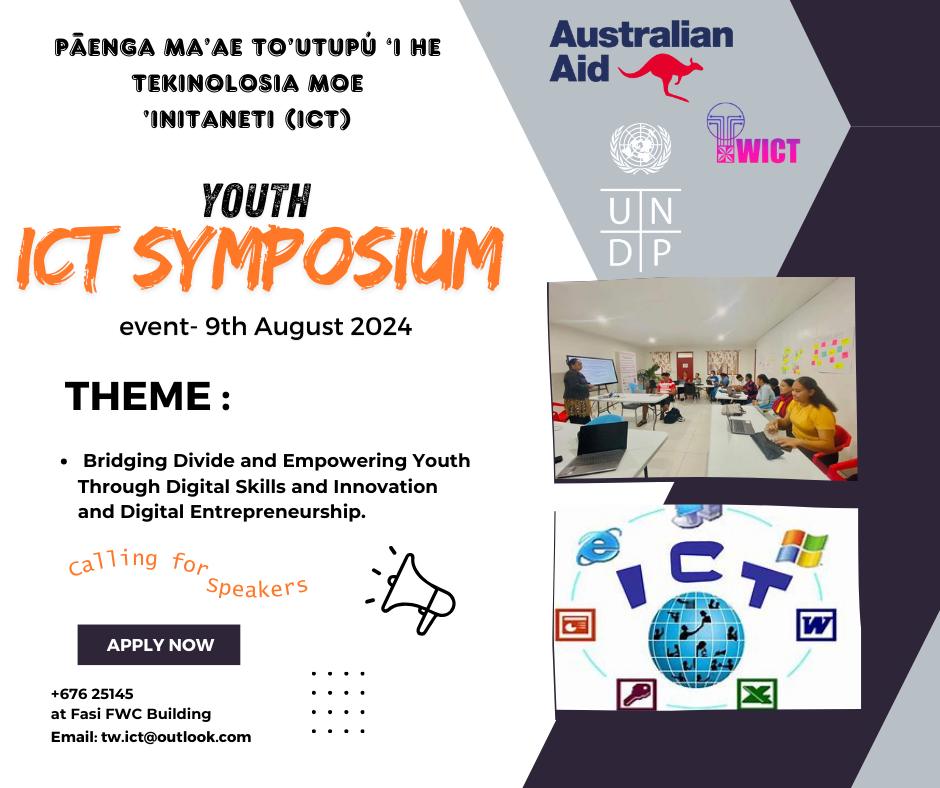 PĀENGA MA'AE TO'UTUPÚ ‘I HE
TEKINOLOSIA MOE
'INITANETI (ICT)
YOUTH
ICT SYMPOSIUM
event- 9th August 2024
THEME :
• Bridging Divide and Empowering Youth
Through Digital Skills and Innovation
and Digital Entrepreneurship.
Calling for
Speakers
APPLY NOW
+676 25145
at Fasi FWC Building
Email: tw.ict@outlook.com
Australian
Aid
TWICT
U N
D P
ICT
W